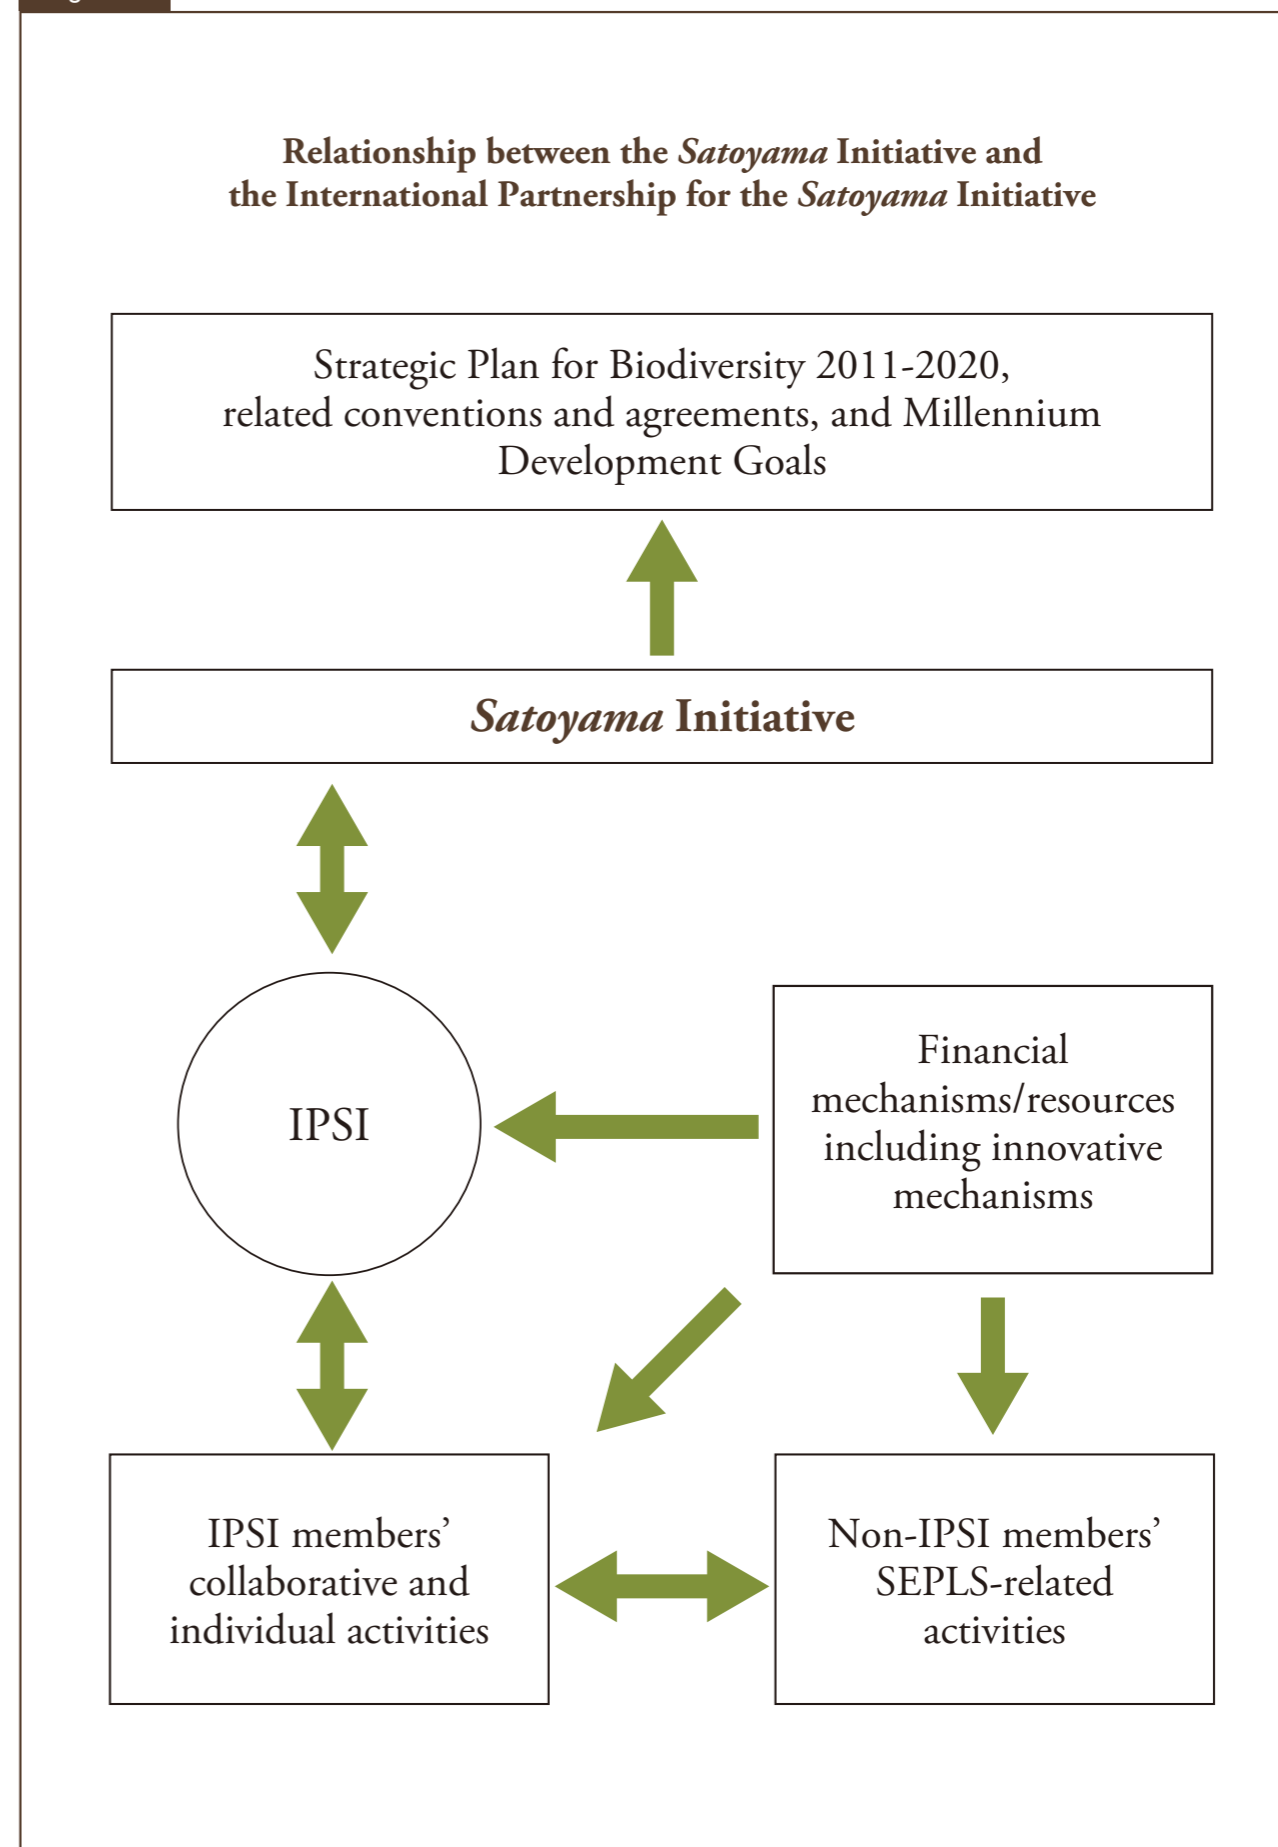 Relationship between the Satoyama Initiative and
the International Partnership for the Satoyama Initiative
Strategic Plan for Biodiversity 2011-2020,
related conventions and agreements, and Millennium
Development Goals
Satoyama Initiative
IPSI
Financial
mechanisms/resources
including innovative
mechanisms
IPSI members’
collaborative and
individual activities
Non-IPSI members’
SEPLS-related
activities